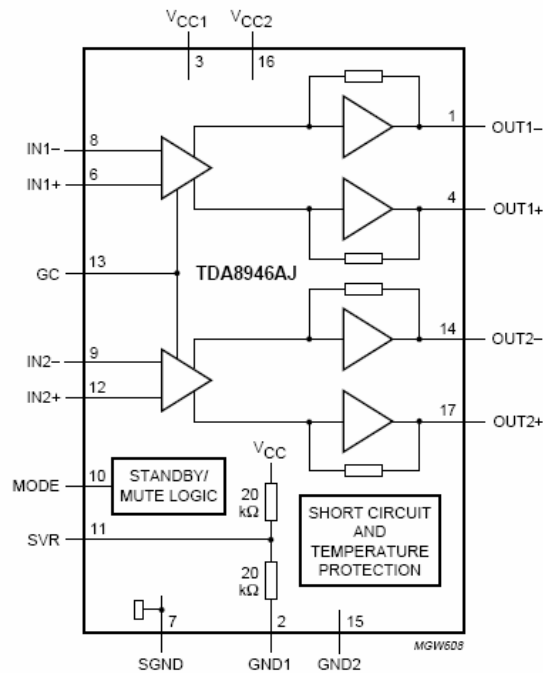 VCC1 VCC2
3 16
1 OUT1–
IN1– 8
IN1+ 6
4 OUT1+
GC 13
TDA8946AJ
IN2– 9
14 OUT2–
IN2+ 12
17 OUT2+
VCC
MODE 10
STANDBY/
MUTE LOGIC
20
kΩ
SVR 11
SHORT CIRCUIT
AND
TEMPERATURE
PROTECTION
20
kΩ
7 2 15
MGW608
SGND GND1 GND2